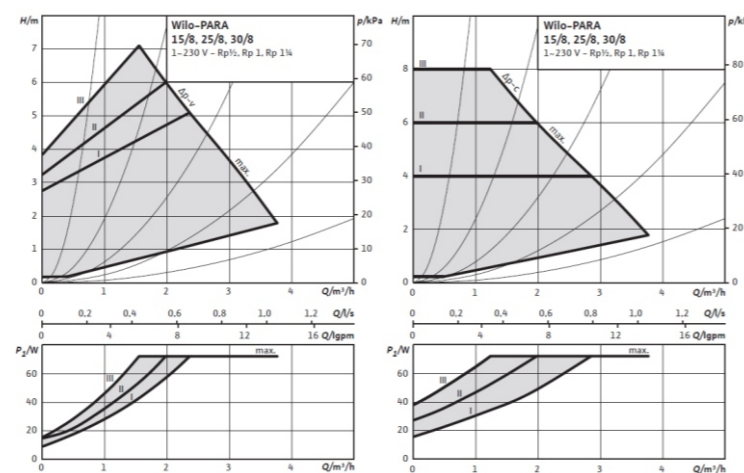 H/m
Wilo-PARA
15/8, 25/8, 30/8
1~230 V - Rp½, Rp 1, Rp 1¼
p/kPa
7
6
5
4
3
2
1
0
70
60
50
40
30
20
10
0
III
II
I
Δp-v
max.
0 1 2 3 4 Q/m³/h
0 0,2 0,4 0,6 0,8 1,0 1,2 Q/l/s
0 4 8 12 16 Q/Igpm
P₁/W
60
40
20
0
III
II
I
max.
0 1 2 3 4 Q/m³/h
H/m
Wilo-PARA
15/8, 25/8, 30/8
1~230 V - Rp½, Rp 1, Rp 1¼
p/kPa
8
6
4
2
0
80
60
40
20
0
III
II
I
Δp-c
max.
0 1 2 3 4 Q/m³/h
0 0,2 0,4 0,6 0,8 1,0 1,2 Q/l/s
0 4 8 12 16 Q/Igpm
P₁/W
60
40
20
0
III
II
I
max.
0 1 2 3 4 Q/m³/h